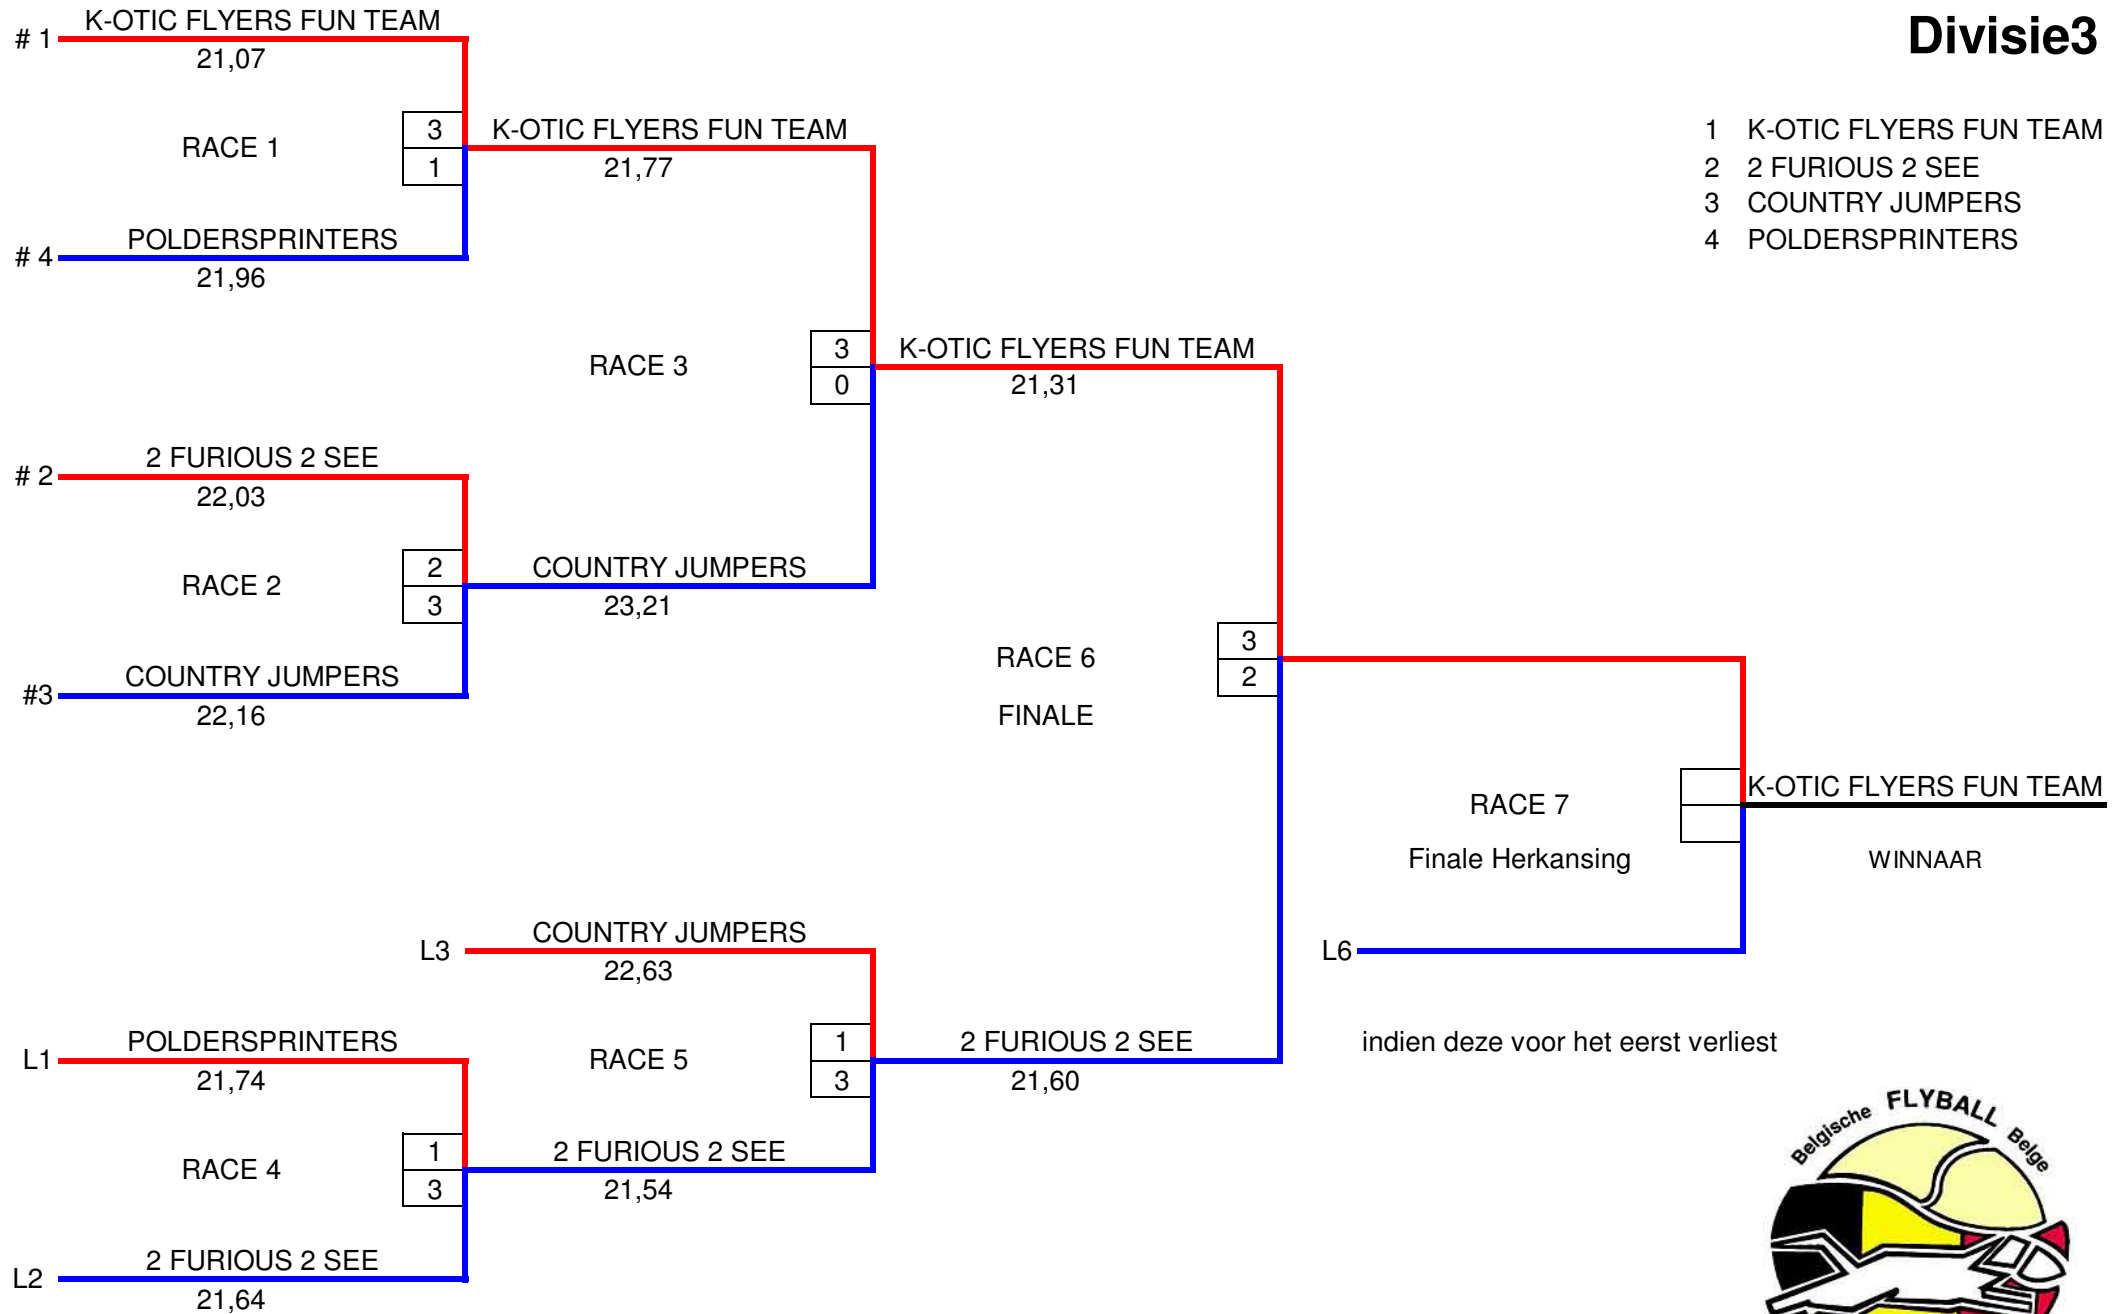 Divisie3
1 K-OTIC FLYERS FUN TEAM
2 2 FURIOUS 2 SEE
3 COUNTRY JUMPERS
4 POLDERSPRINTERS
# 1 K-OTIC FLYERS FUN TEAM
21,07
RACE 1
3
1
# 4 POLDERSPRINTERS
21,96
K-OTIC FLYERS FUN TEAM
21,77
RACE 3
3
0
# 2 2 FURIOUS 2 SEE
22,03
RACE 2
2
3
#3 COUNTRY JUMPERS
22,16
COUNTRY JUMPERS
23,21
K-OTIC FLYERS FUN TEAM
21,31
RACE 6
FINALE
3
2
RACE 7
Finale Herkansing
K-OTIC FLYERS FUN TEAM
WINNAAR
L6
indien deze voor het eerst verliest
L3 COUNTRY JUMPERS
22,63
RACE 5
1
3
2 FURIOUS 2 SEE
21,60
L1 POLDERSPRINTERS
21,74
RACE 4
1
3
2 FURIOUS 2 SEE
21,54
L2 2 FURIOUS 2 SEE
21,64
Belgische FLYBALL Belge